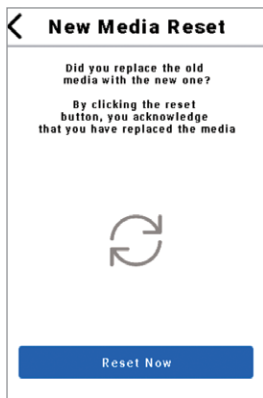 New Media Reset
Did you replace the old
media with the new one?
By clicking the reset
button, you acknowledge
that you have replaced the media
Reset Now